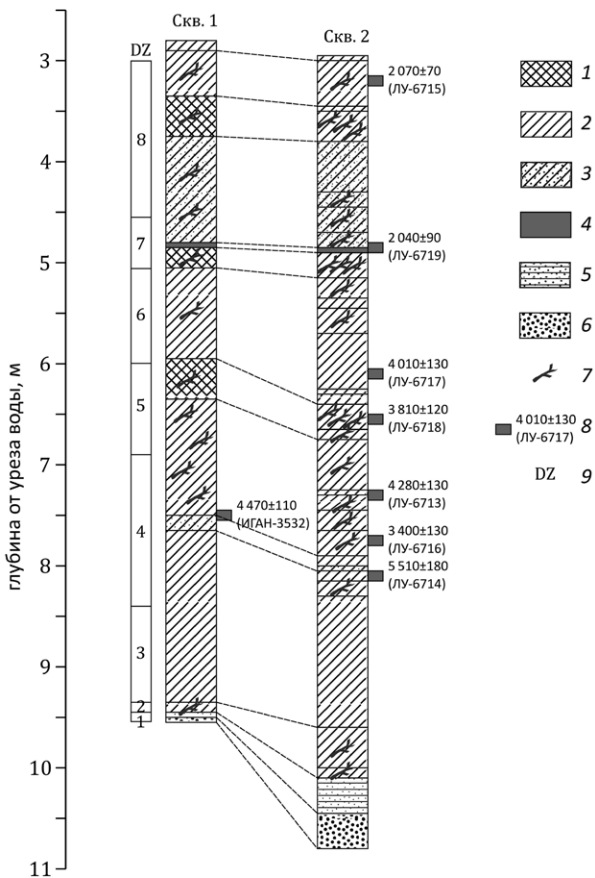 Скв. 1
Скв. 2
DZ
глубина от уреза воды, м
3
4
5
6
7
8
9
10
11
8
7
6
5
4
3
2
1
4 470±110
(ИГАН-3532)
2 070±70
(ЛУ-6715)
2 040±90
(ЛУ-6719)
4 010±130
(ЛУ-6717)
3 810±120
(ЛУ-6718)
4 280±130
(ЛУ-6713)
3 400±130
(ЛУ-6716)
5 510±180
(ЛУ-6714)
1
2
3
4
5
6
7
4 010±130
(ЛУ-6717)
8
DZ 9